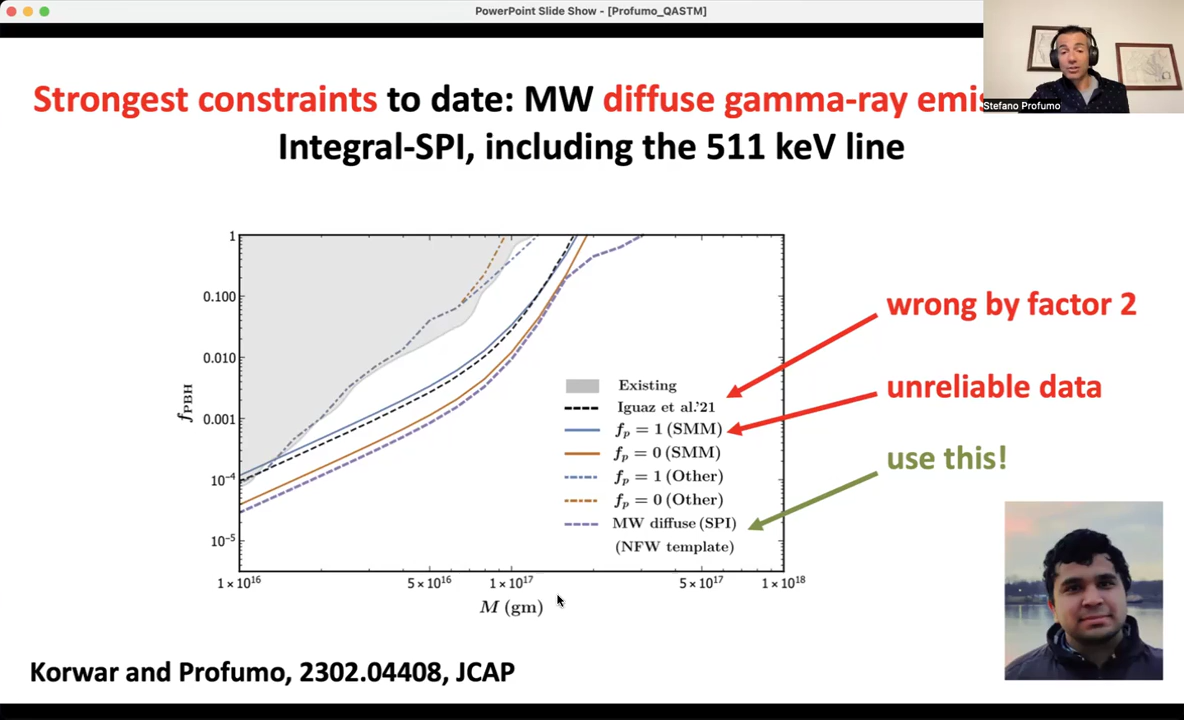 PowerPoint Slide Show - [Profumo_QASTM]
Stefano Profumo
Strongest constraints to date: MW diffuse gamma-ray
Integral-SPI, including the 511 keV line
1
0.100
0.010
0.001
10⁻⁴
10⁻⁵
f_PBH
1×10¹⁶ 5×10¹⁶ 1×10¹⁷ 5×10¹⁷ 1×10¹⁸
M (gm)
Existing
Iguaz et al.'21
f_p = 1 (SMM)
f_p = 0 (SMM)
f_p = 1 (Other)
f_p = 0 (Other)
MW diffuse (SPI)
(NFW template)
wrong by factor 2
unreliable data
use this!
Korwar and Profumo, 2302.04408, JCAP